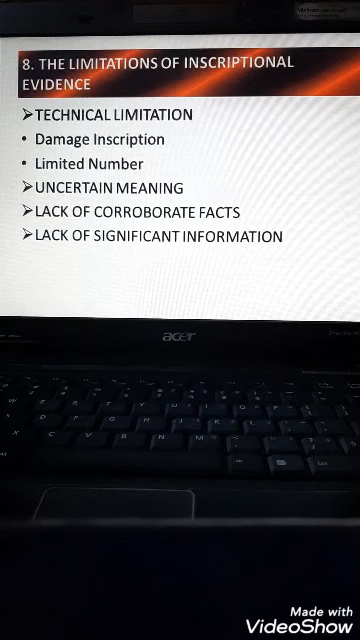 8. THE LIMITATIONS OF INSCRIPTIONAL
EVIDENCE
➢TECHNICAL LIMITATION
• Damage Inscription
• Limited Number
➢UNCERTAIN MEANING
➢LACK OF CORROBORATE FACTS
➢LACK OF SIGNIFICANT INFORMATION
acer
Made with
VideoShow